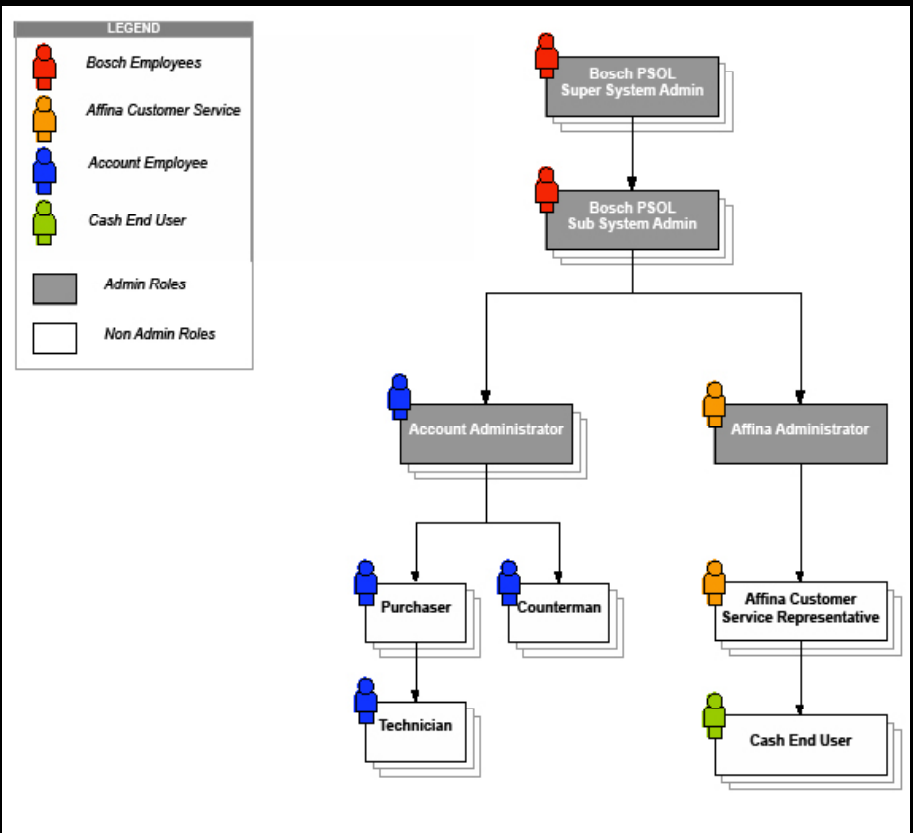 LEGEND
Bosch Employees
Affina Customer Service
Account Employee
Cash End User
Admin Roles
Non Admin Roles
Bosch PSOL
Super System Admin
Bosch PSOL
Sub System Admin
Account Administrator
Affina Administrator
Purchaser
Counterman
Affina Customer
Service Representative
Technician
Cash End User